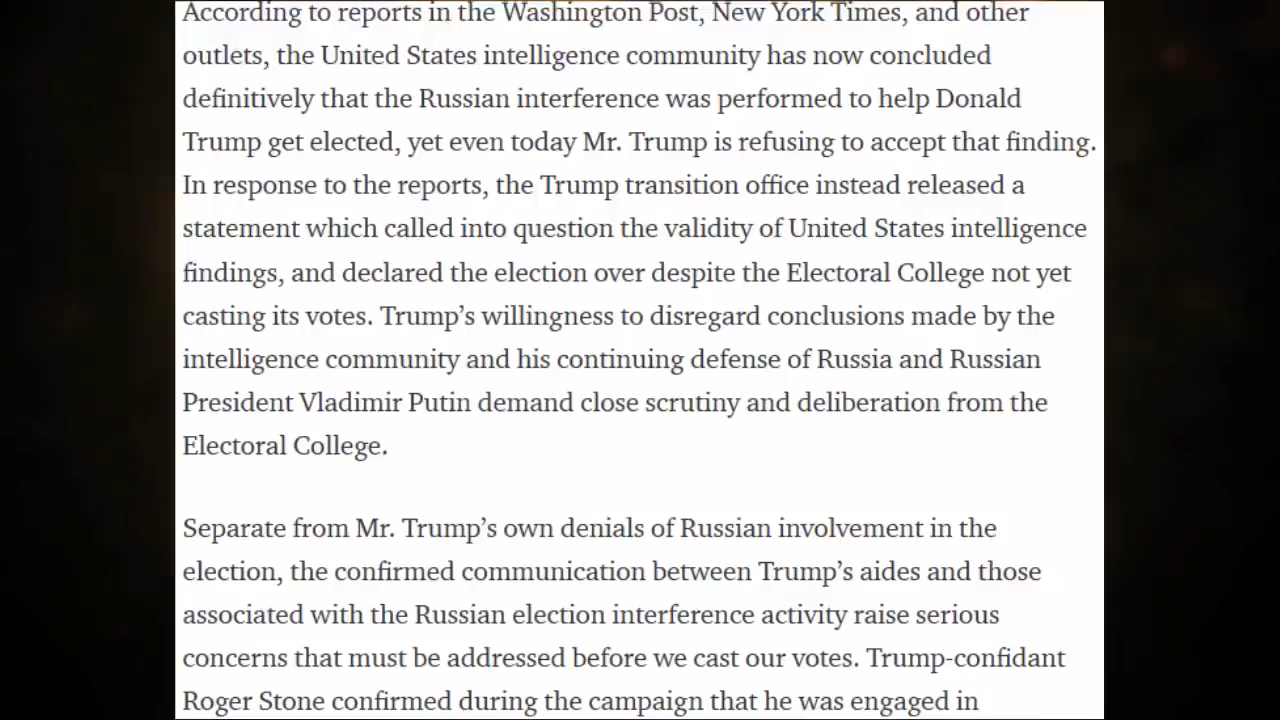 According to reports in the Washington Post, New York Times, and other
outlets, the United States intelligence community has now concluded
definitively that the Russian interference was performed to help Donald
Trump get elected, yet even today Mr. Trump is refusing to accept that finding.
In response to the reports, the Trump transition office instead released a
statement which called into question the validity of United States intelligence
findings, and declared the election over despite the Electoral College not yet
casting its votes. Trump’s willingness to disregard conclusions made by the
intelligence community and his continuing defense of Russia and Russian
President Vladimir Putin demand close scrutiny and deliberation from the
Electoral College.
Separate from Mr. Trump’s own denials of Russian involvement in the
election, the confirmed communication between Trump’s aides and those
associated with the Russian election interference activity raise serious
concerns that must be addressed before we cast our votes. Trump-confidant
Roger Stone confirmed during the campaign that he was engaged in